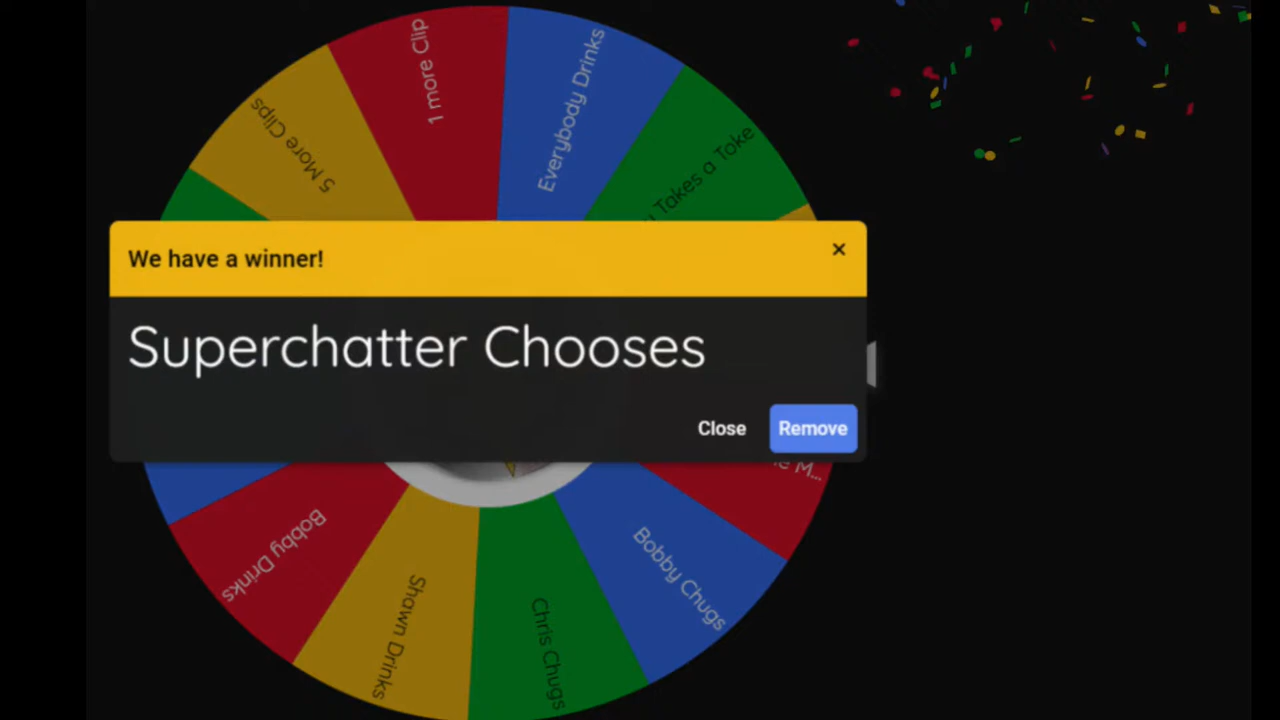 5 More Clips
1 more Clip
Everybody Drinks
Takes a Toke
We have a winner!
×
Superchatter Chooses
Close
Remove
Bobby Drinks
Shawn Drinks
Chris Chugs
Bobby Chugs